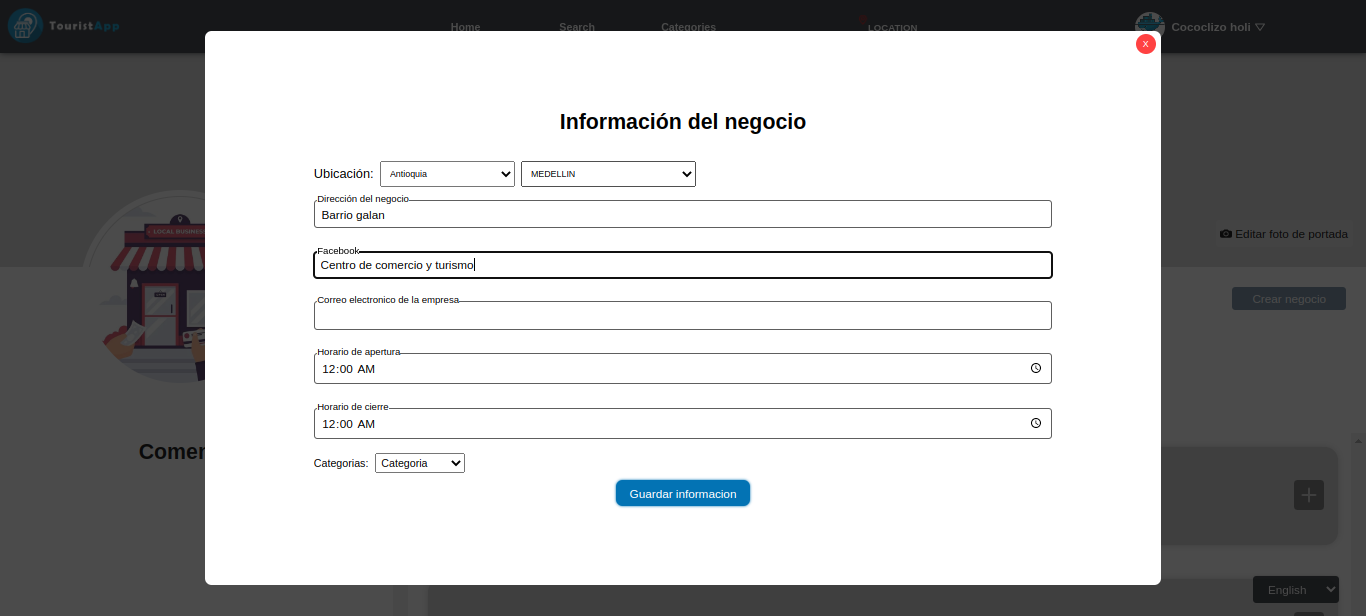 TouristApp
Home
Search
Categories
LOCATION
Cococlizo holi
X
Información del negocio
Ubicación:
Antioquia
MEDELLIN
Dirección del negocio
Barrio galan
LOCAL BUSINESS
Editar foto de portada
Facebook
Centro de comercio y turismo
Correo electronico de la empresa
Crear negocio
Horario de apertura
12:00 AM
Horario de cierre
12:00 AM
Comer
Categorias:
Categoria
Guardar informacion
English